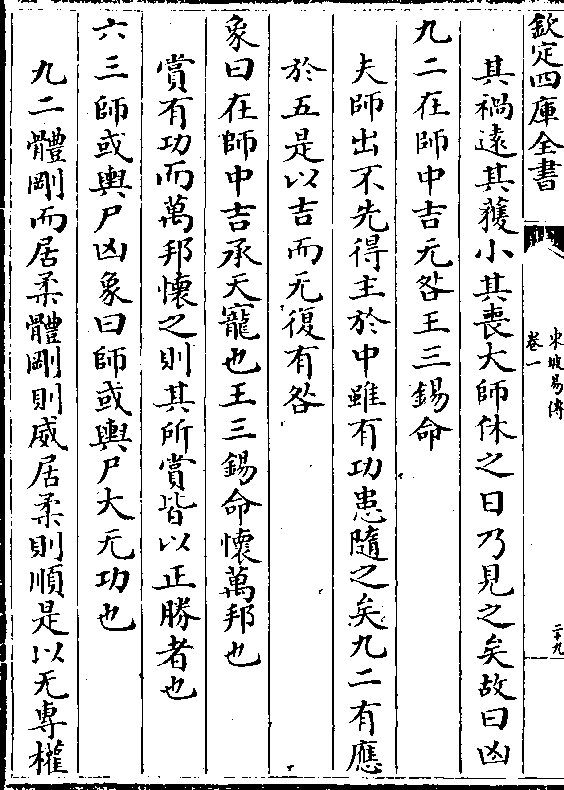 欽定四庫全書
東坡易傳
卷一
二十九
其禍遠其獲小其喪大師休之日乃見之矣故曰凶
九二在師中吉无咎王三錫命
夫師出不先得主於中雖有功患隨之矣九二有應
於五是以吉而无復有咎
象曰在師中吉承天寵也王三錫命懷萬邦也
賞有功而萬邦懷之則其所賞皆以正勝者也
六三師或輿尸凶象曰師或輿尸大无功也
九二體剛而居柔體剛則威居柔則順是以无專權